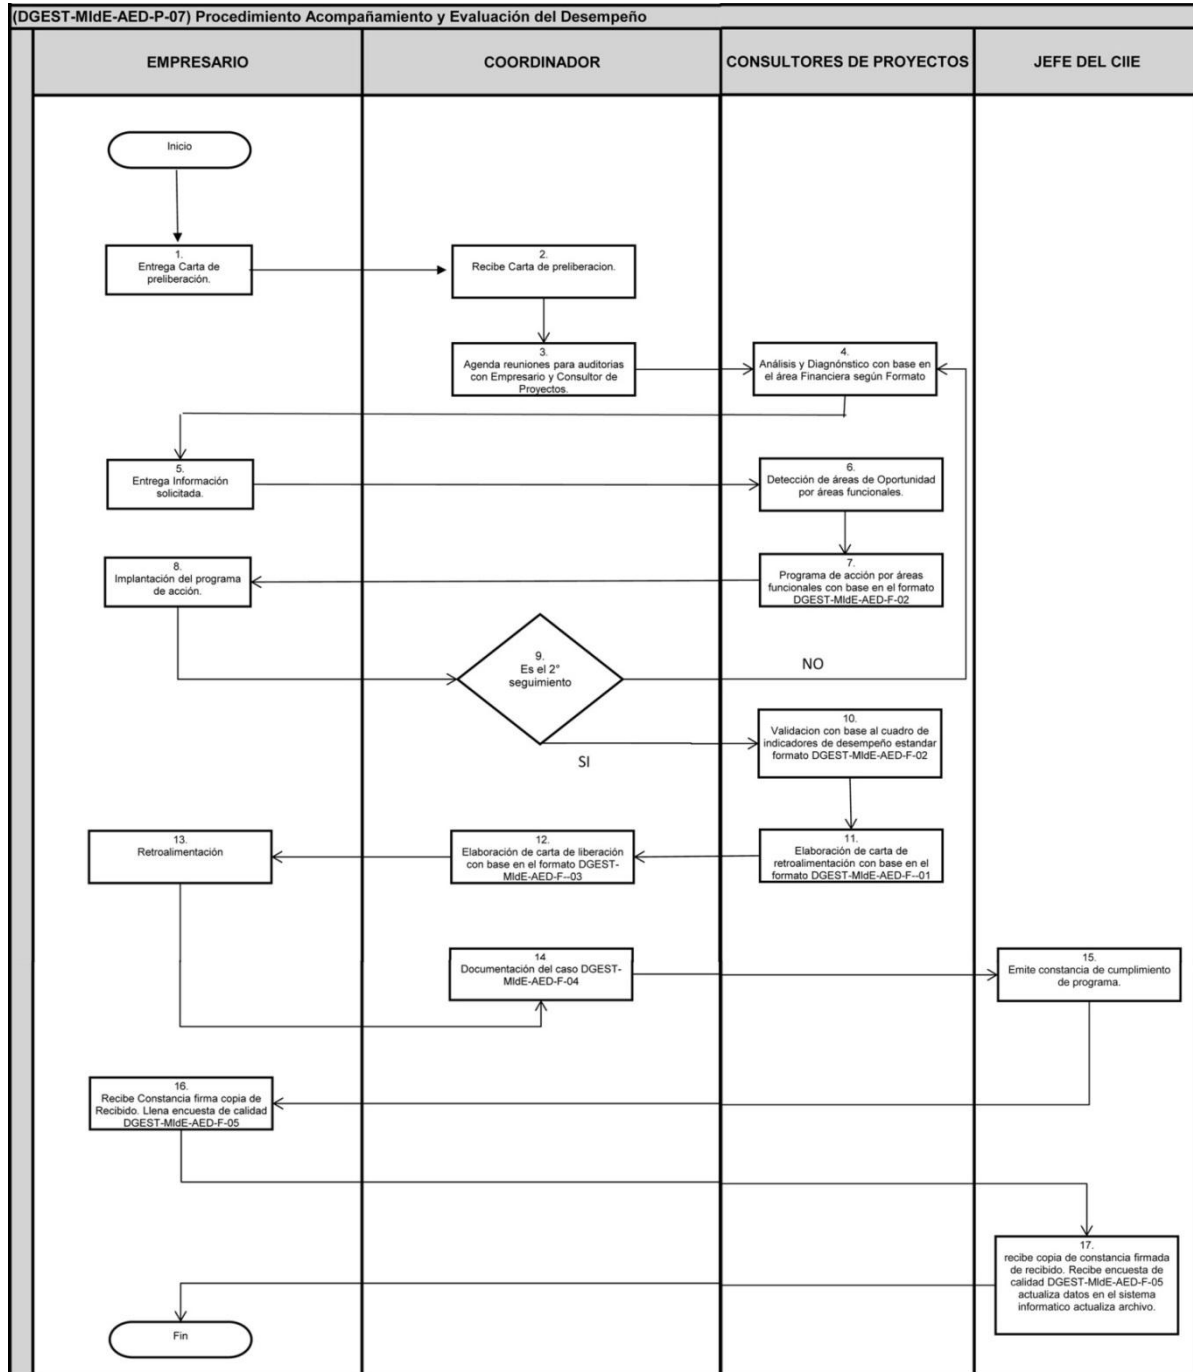 (DGEST-MIdE-AED-P-07) Procedimiento Acompañamiento y Evaluación del Desempeño
EMPRESARIO
COORDINADOR
CONSULTORES DE PROYECTOS
JEFE DEL CIIE
Inicio
1.
Entrega Carta de
preliberación.
2.
Recibe Carta de preliberacion.
3.
Agenda reuniones para auditorias
con Empresario y Consultor de
Proyectos.
4.
Análisis y Diagnónstico con base en
el área Financiera según Formato
5.
Entrega Información
solicitada.
6.
Detección de áreas de Oportunidad
por áreas funcionales.
7.
Programa de acción por áreas
funcionales con base en el formato
DGEST-MIdE-AED-F-02
8.
Implantación del programa
de acción.
9.
Es el 2°
seguimiento
NO
SI
10.
Validacion con base al cuadro de
indicadores de desempeño estandar
formato DGEST-MIdE-AED-F-02
11.
Elaboración de carta de
retroalimentación con base en el
formato DGEST-MIdE-AED-F--01
12.
Elaboración de carta de liberación
con base en el formato DGEST-
MIdE-AED-F--03
13.
Retroalimentación
14
Documentación del caso DGEST-
MIdE-AED-F-04
15.
Emite constancia de cumplimiento
de programa.
16.
Recibe Constancia firma copia de
Recibido. Llena encuesta de calidad
DGEST-MIdE-AED-F-05
17.
recibe copia de constancia firmada
de recibido. Recibe encuesta de
calidad DGEST-MIdE-AED-F-05
actualiza datos en el sistema
informatico actualiza archivo.
Fin